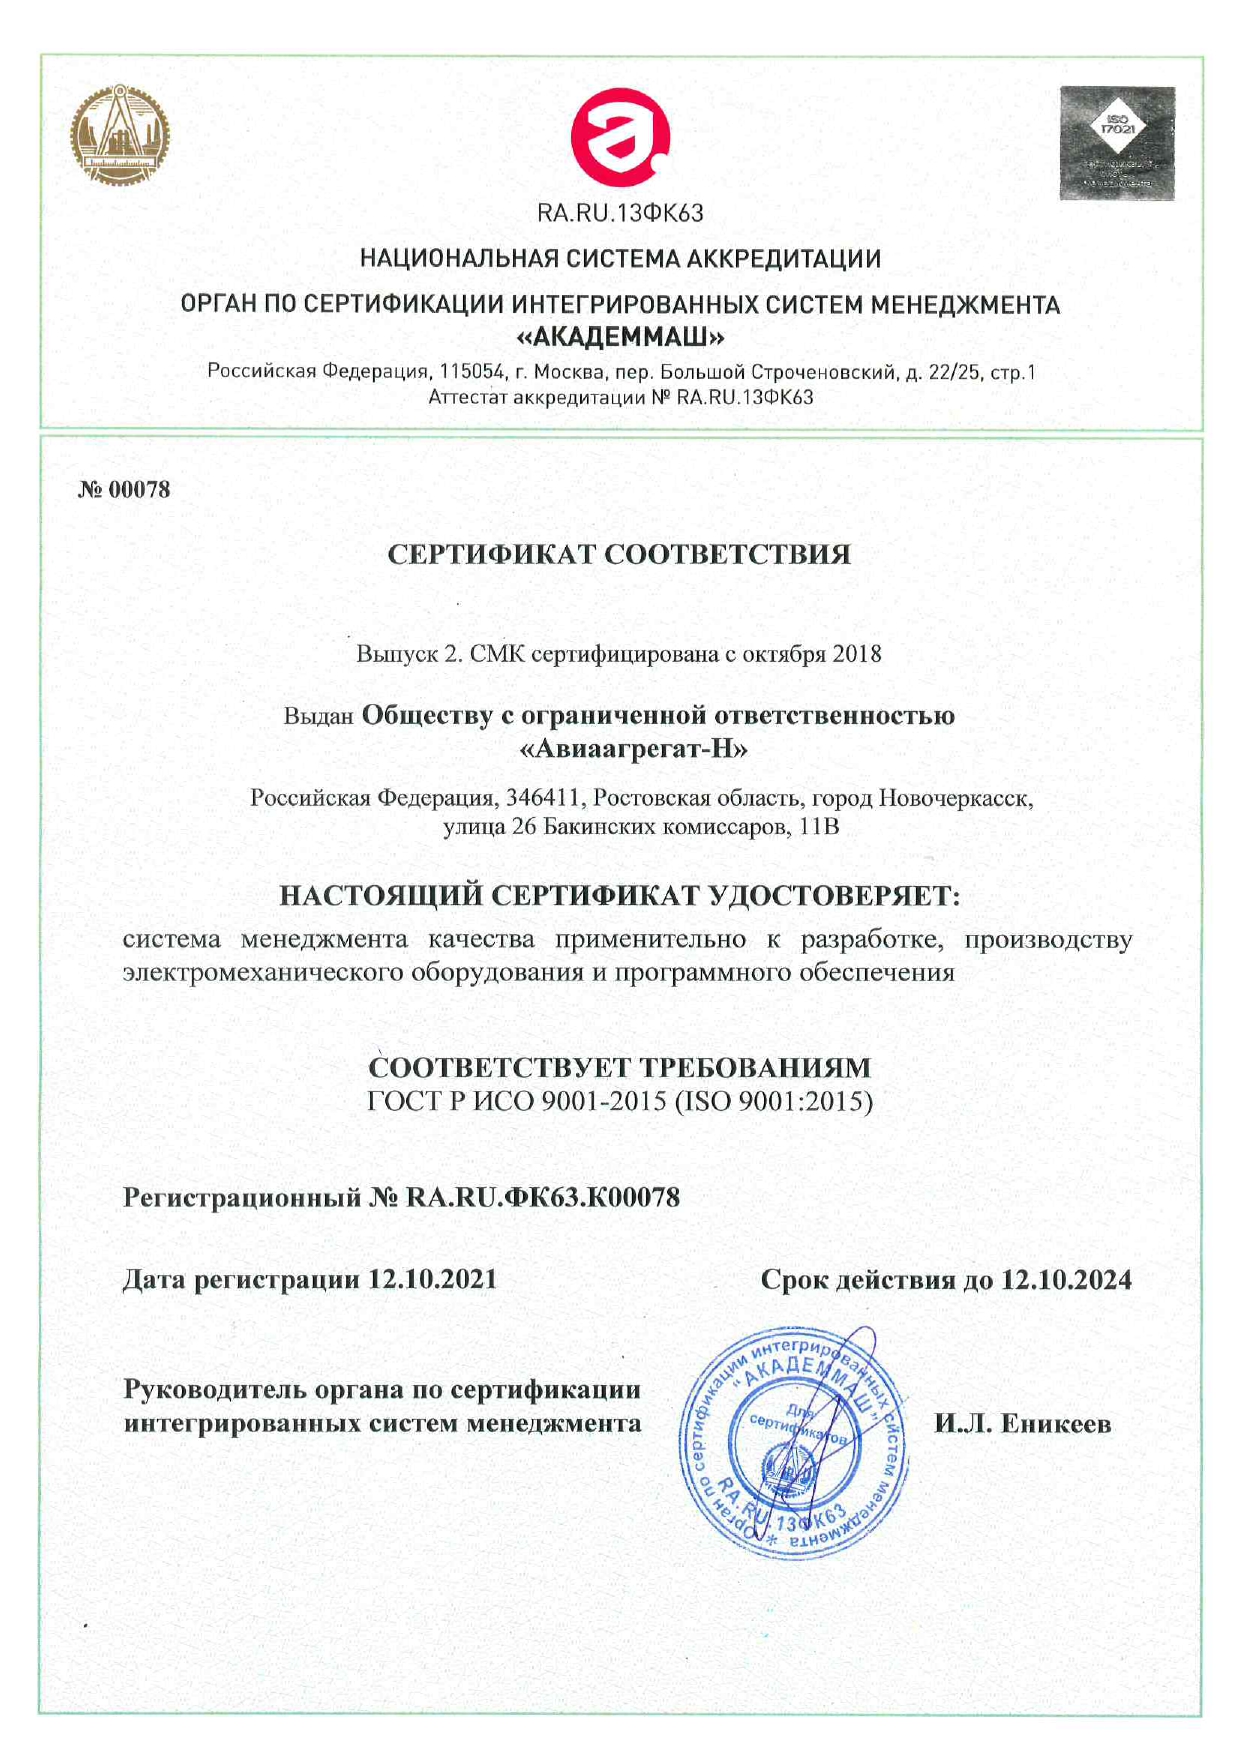 ISO
17021
RA.RU.13ФК63
НАЦИОНАЛЬНАЯ СИСТЕМА АККРЕДИТАЦИИ
ОРГАН ПО СЕРТИФИКАЦИИ ИНТЕГРИРОВАННЫХ СИСТЕМ МЕНЕДЖМЕНТА
«АКАДЕММАШ»
Российская Федерация, 115054, г. Москва, пер. Большой Строченовский, д. 22/25, стр.1
Аттестат аккредитации № RA.RU.13ФК63
№ 00078
СЕРТИФИКАТ СООТВЕТСТВИЯ
Выпуск 2. СМК сертифицирована с октября 2018
Выдан Обществу с ограниченной ответственностью
«Авиаагрегат-Н»
Российская Федерация, 346411, Ростовская область, город Новочеркасск,
улица 26 Бакинских комиссаров, 11В
НАСТОЯЩИЙ СЕРТИФИКАТ УДОСТОВЕРЯЕТ:
система менеджмента качества применительно к разработке, производству
электромеханического оборудования и программного обеспечения
СООТВЕТСТВУЕТ ТРЕБОВАНИЯМ
ГОСТ Р ИСО 9001-2015 (ISO 9001:2015)
Регистрационный № RA.RU.ФК63.К00078
Дата регистрации 12.10.2021 Срок действия до 12.10.2024
Руководитель органа по сертификации
интегрированных систем менеджмента И.Л. Еникеев
Орган по сертификации интегрированных систем менеджмента *
"АКАДЕММАШ"
Для
сертификатов
RA.RU.13ФК63